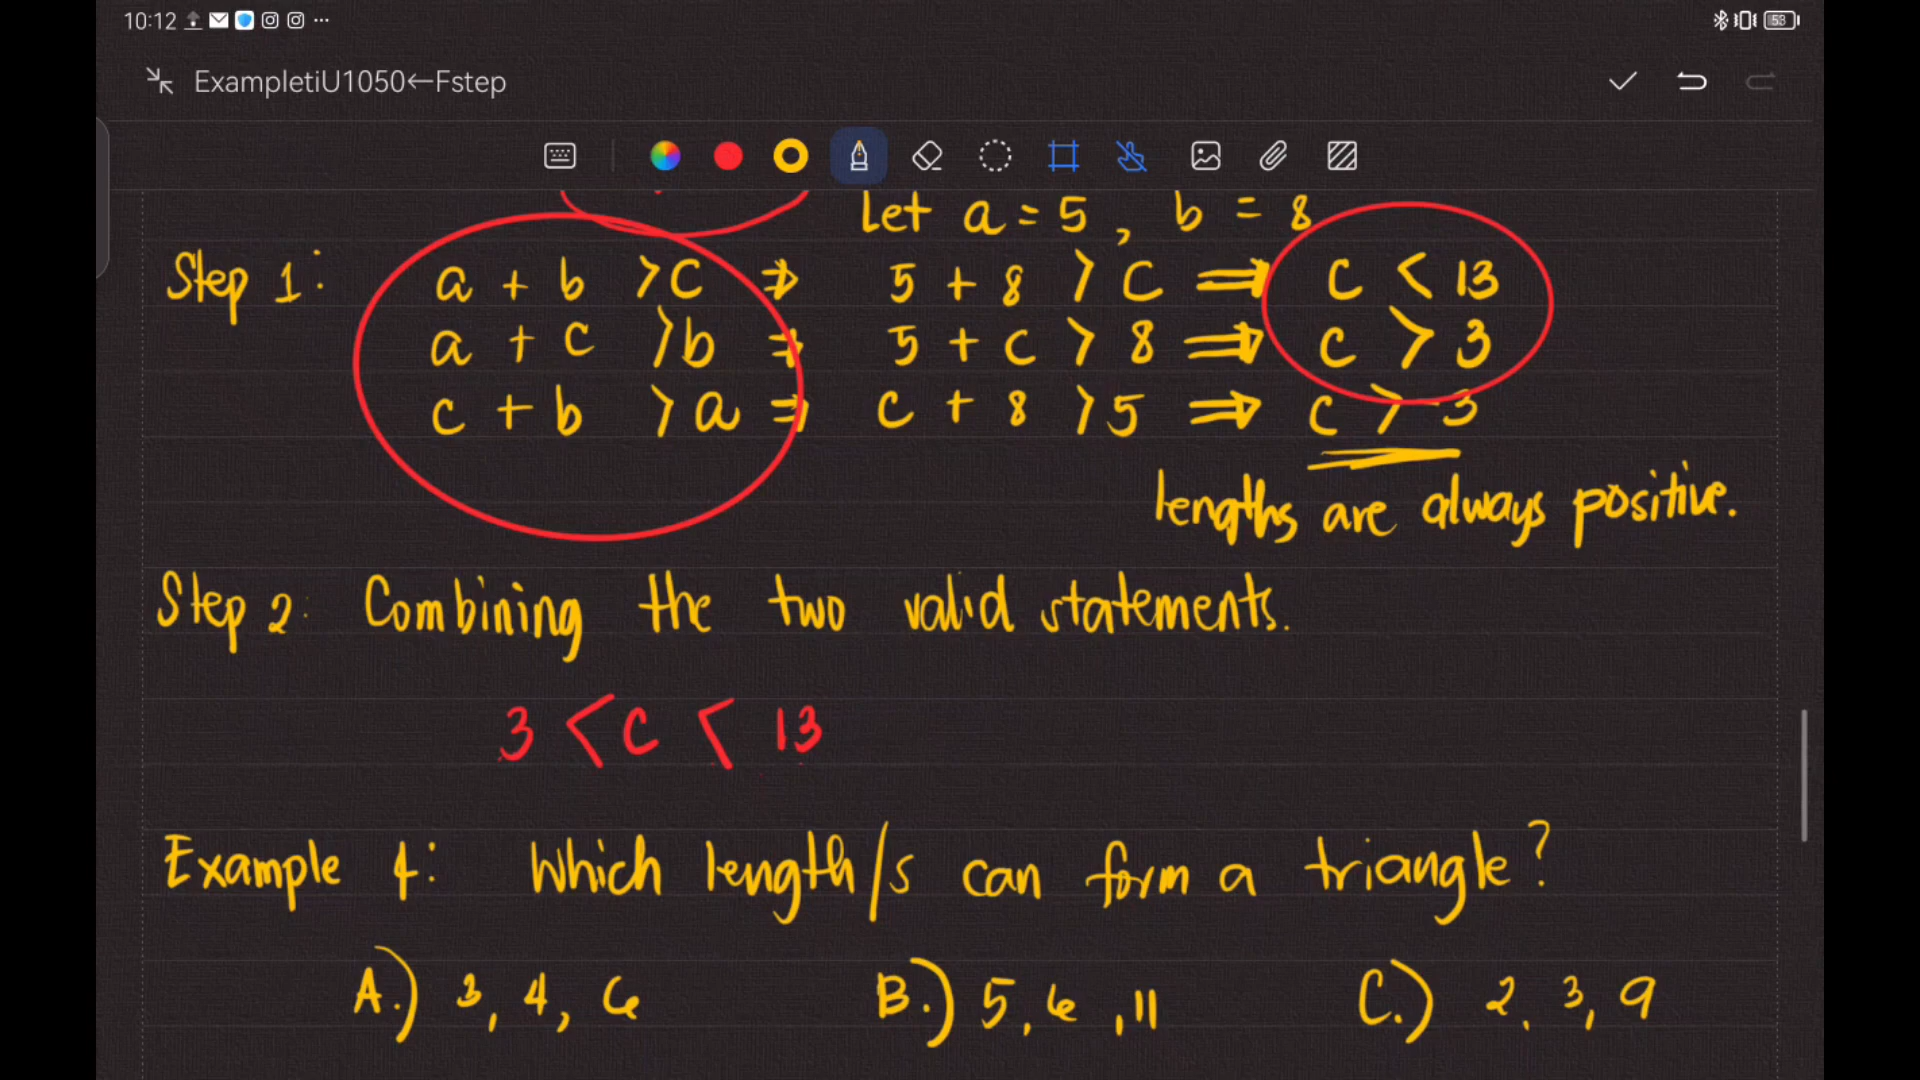 10:12 ... 53
ExampletiU1050←Fstep
Let a = 5 , b = 8
Step 1: a + b > c ⇒ 5 + 8 > c ⟹ c < 13
a + c > b ⇒ 5 + c > 8 ⟹ c > 3
c + b > a ⇒ c + 8 > 5 ⟹ c > -3
lengths are always positive.
Step 2: Combining the two valid statements.
3 < c < 13
Example 4: Which length/s can form a triangle?
A.) 3, 4, 6 B.) 5, 6, 11 C.) 2, 3, 9